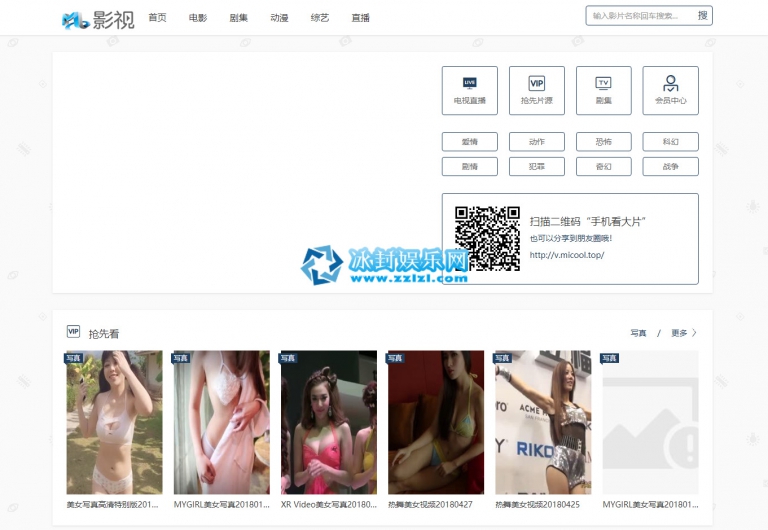 影视
首页 电影 剧集 动漫 综艺 直播
输入影片名称回车搜索... 搜
LIVE
电视直播
VIP
抢先片源
TV
剧集
会员中心
爱情 动作 恐怖 科幻
剧情 犯罪 奇幻 战争
扫描二维码“手机看大片”
也可以分享到朋友圈哦!
http://v.micool.top/
冰封娱乐网
www.zzlzl.com
VIP 抢先看
写真 / 更多
写真 写真 写真 写真 写真 写真
ACME
RIKO
美女写真高清特别版201...
MYGIRL美女写真201801...
XR Video美女写真20180...
热舞美女视频20180427
热舞美女视频20180425
MYGIRL美女写真201801...